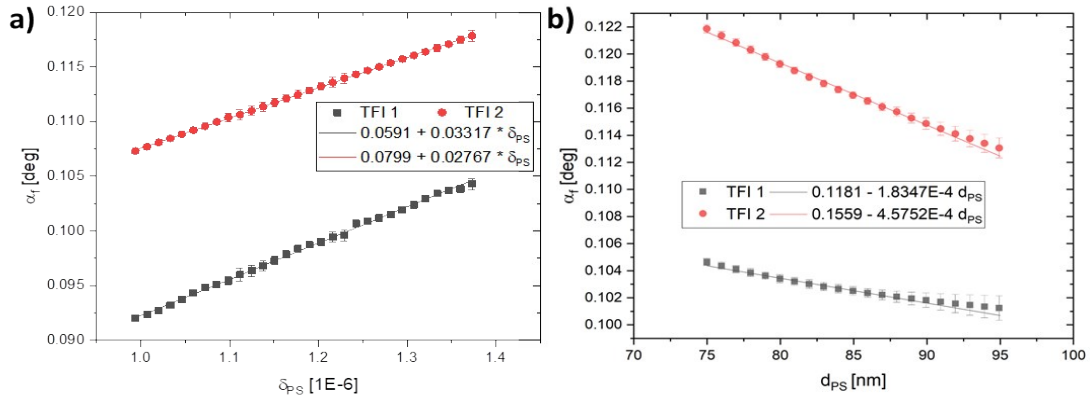 a)
0.120
0.115
0.110
0.105
0.100
0.095
0.090
α_f [deg]
TFI 1 TFI 2
0.0591 + 0.03317 * δ_PS
0.0799 + 0.02767 * δ_PS
1.0 1.1 1.2 1.3 1.4
δ_PS [1E-6]
b)
0.122
0.120
0.118
0.116
0.114
0.112
0.110
0.108
0.106
0.104
0.102
0.100
α_f [deg]
TFI 1 0.1181 - 1.8347E-4 d_PS
TFI 2 0.1559 - 4.5752E-4 d_PS
70 75 80 85 90 95 100
d_PS [nm]